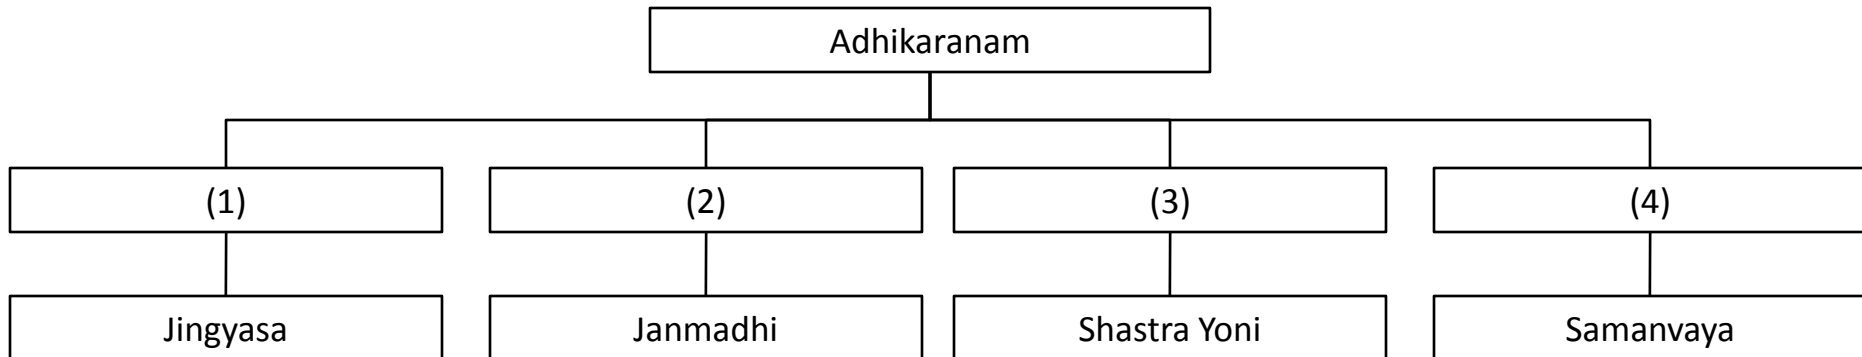 Adhikaranam
(1)
(2)
(3)
(4)
Jingyasa
Janmadhi
Shastra Yoni
Samanvaya